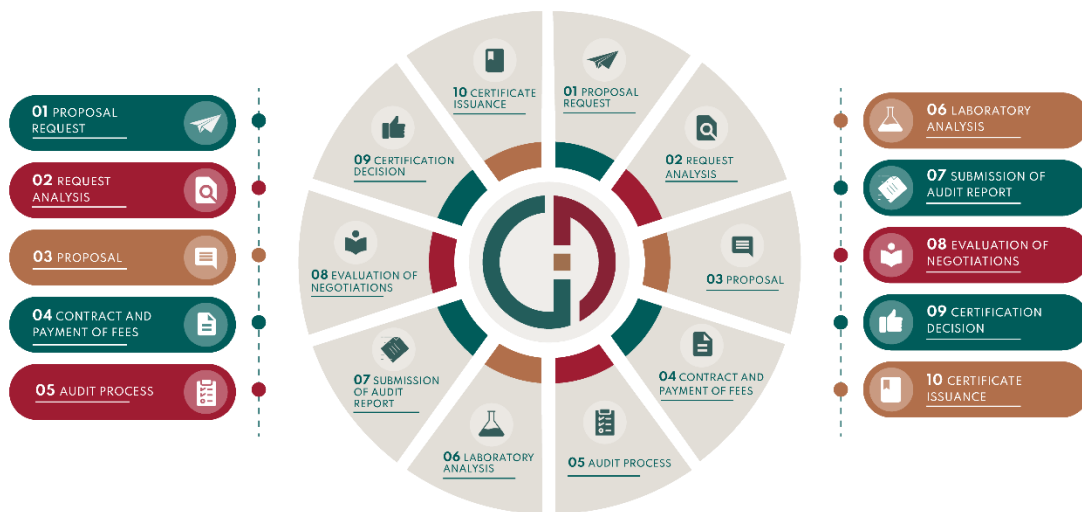 01 PROPOSAL
REQUEST
02 REQUEST
ANALYSIS
03 PROPOSAL
04 CONTRACT AND
PAYMENT OF FEES
05 AUDIT PROCESS
10 CERTIFICATE
ISSUANCE
01 PROPOSAL
REQUEST
09 CERTIFICATION
DECISION
02 REQUEST
ANALYSIS
08 EVALUATION OF
NEGOTIATIONS
03 PROPOSAL
07 SUBMISSION
OF AUDIT
REPORT
04 CONTRACT AND
PAYMENT OF FEES
06 LABORATORY
ANALYSIS
05 AUDIT PROCESS
06 LABORATORY
ANALYSIS
07 SUBMISSION OF
AUDIT REPORT
08 EVALUATION OF
NEGOTIATIONS
09 CERTIFICATION
DECISION
10 CERTIFICATE
ISSUANCE